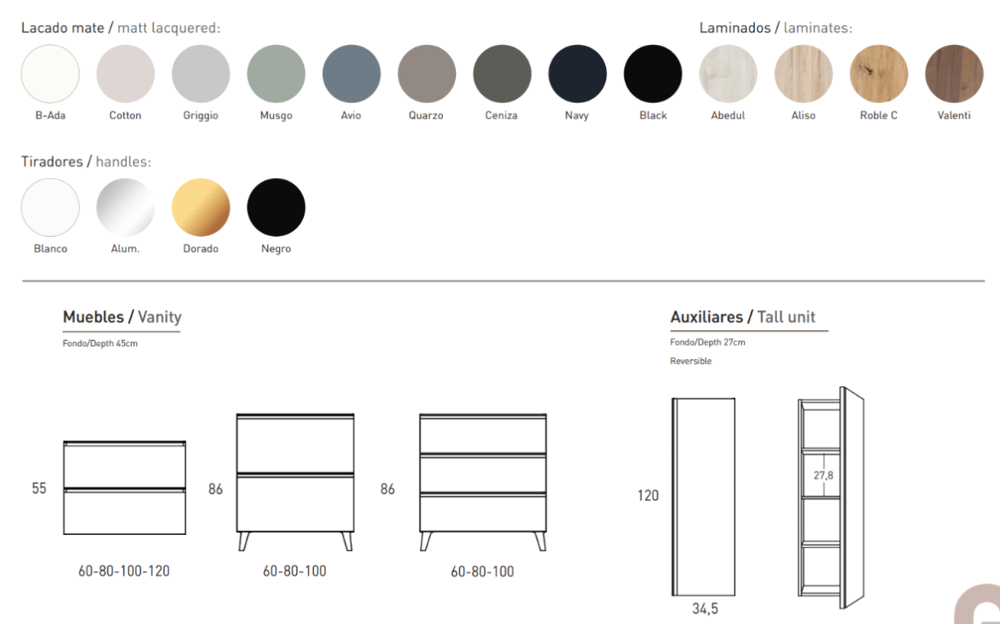 Lacado mate / matt lacquered:
Laminados / laminates:
B-Ada
Cotton
Griggio
Musgo
Avio
Quarzo
Ceniza
Navy
Black
Abedul
Aliso
Roble C
Valenti
Tiradores / handles:
Blanco
Alum.
Dorado
Negro
Muebles / Vanity
Fondo/Depth 45cm
55
60-80-100-120
86
60-80-100
86
60-80-100
Auxiliares / Tall unit
Fondo/Depth 27cm
Reversible
120
34,5
27,8